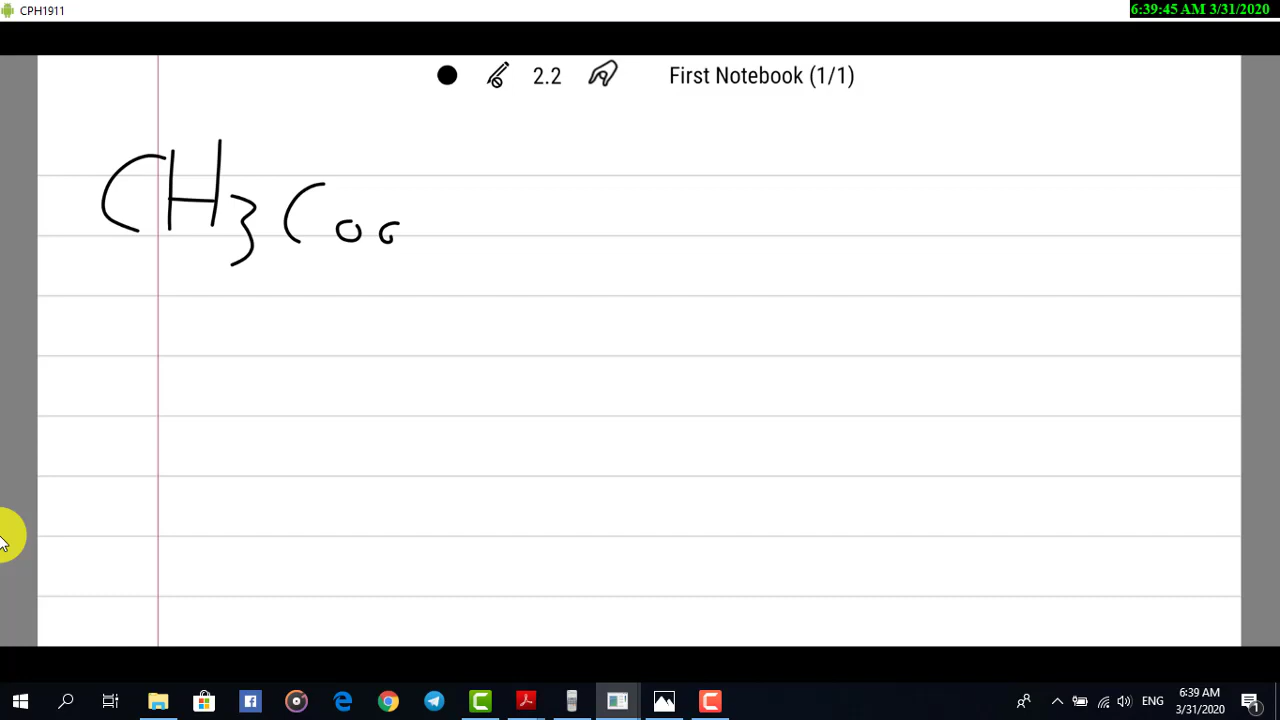 CPH1911
6:39:45 AM 3/31/2020
2.2 First Notebook (1/1)
CH3Coo
ENG
6:39 AM
3/31/2020
1